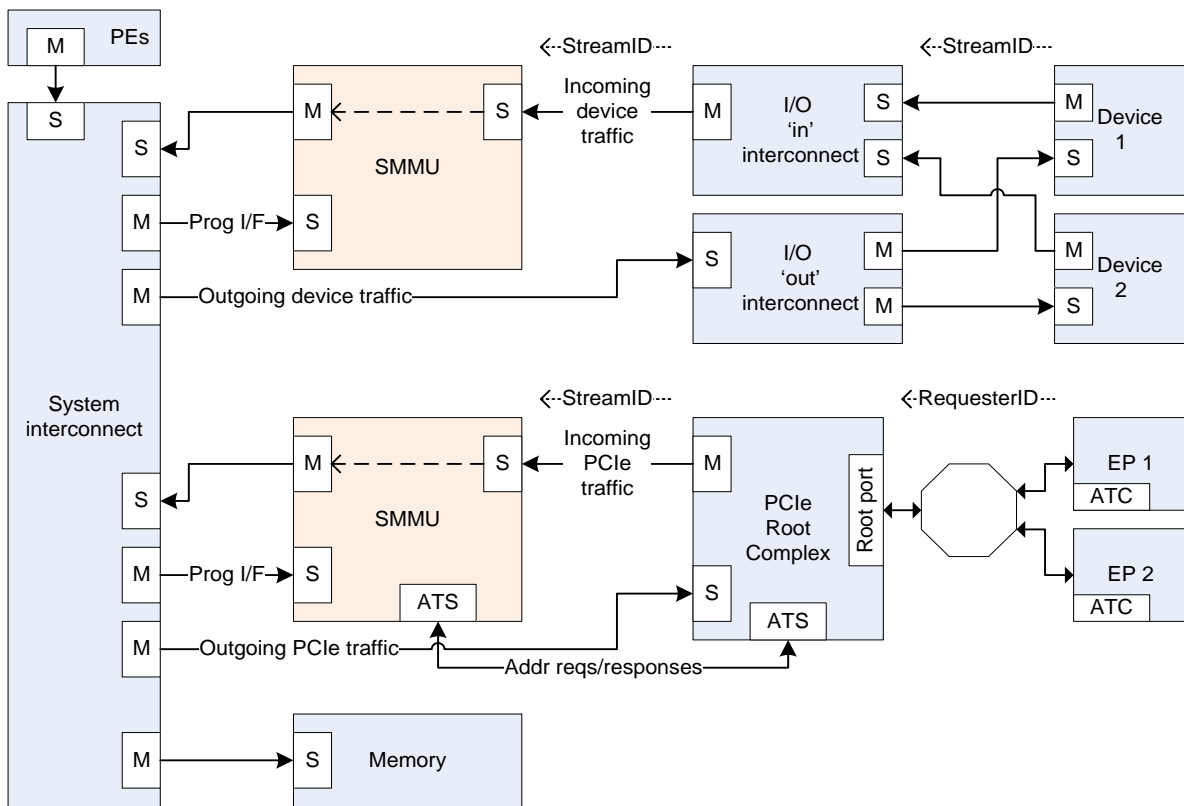 PEs
M
S
StreamID
StreamID
M
S
Incoming
device
traffic
M
I/O
‘in’
interconnect
S
S
M
S
Device
1
SMMU
S
M
Prog I/F
S
M
Outgoing device traffic
S
I/O
‘out’
interconnect
M
M
M
S
Device
2
System
interconnect
StreamID
RequesterID
M
S
Incoming
PCIe
traffic
M
PCIe
Root
Complex
Root port
EP 1
ATC
SMMU
S
M
Prog I/F
S
ATS
S
ATS
EP 2
ATC
M
Outgoing PCIe traffic
Addr reqs/responses
M
S
Memory